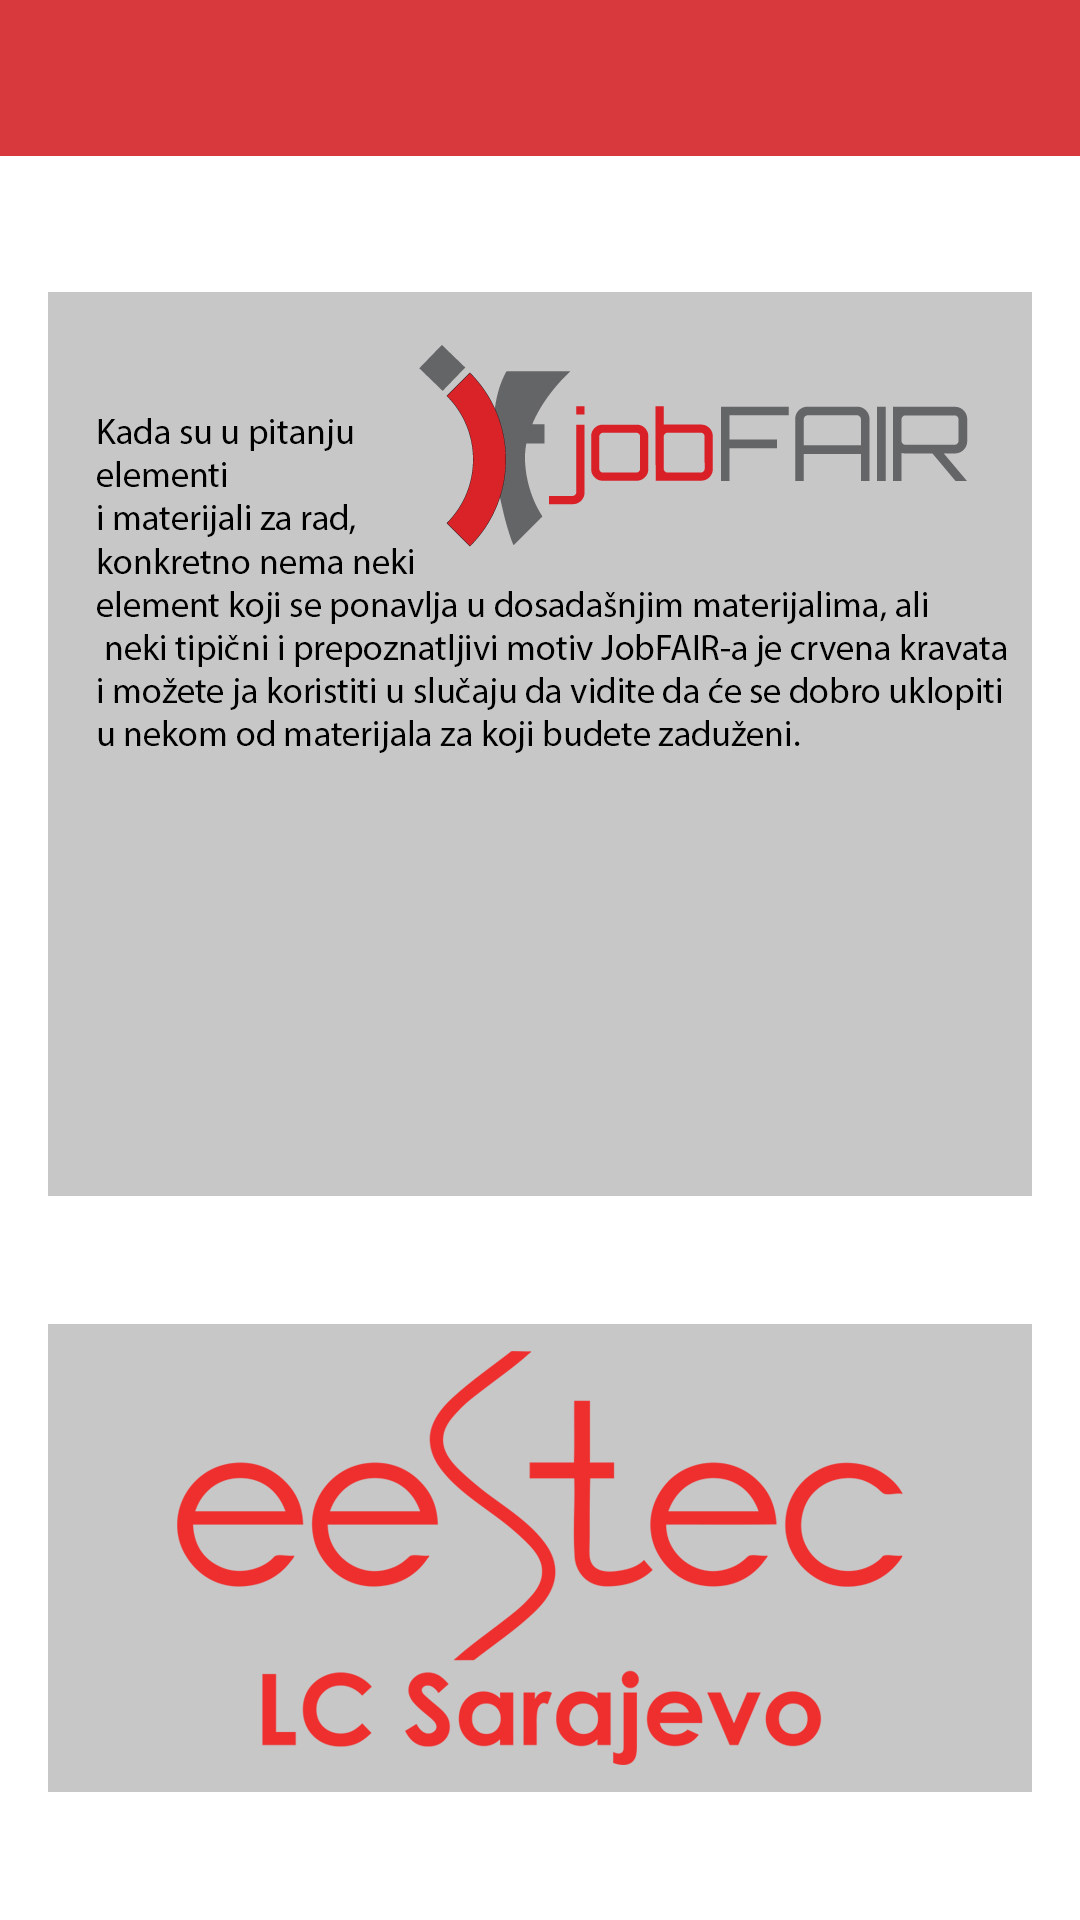 jobFAIR
Kada su u pitanju
elementi
i materijali za rad,
konkretno nema neki
element koji se ponavlja u dosadašnjim materijalima, ali
neki tipični i prepoznatljivi motiv JobFAIR-a je crvena kravata
i možete ja koristiti u slučaju da vidite da će se dobro uklopiti
u nekom od materijala za koji budete zaduženi.
eestec
LC Sarajevo